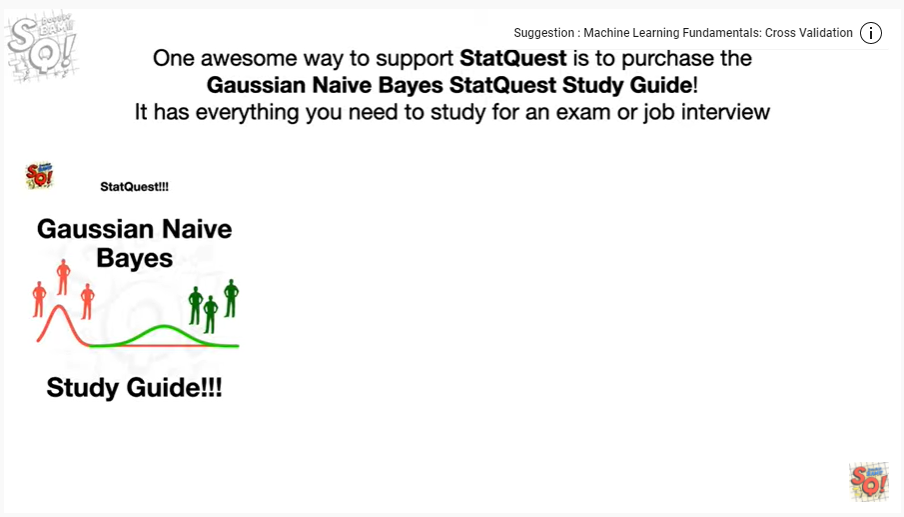 Suggestion : Machine Learning Fundamentals: Cross Validation
One awesome way to support StatQuest is to purchase the
Gaussian Naive Bayes StatQuest Study Guide!
It has everything you need to study for an exam or job interview
StatQuest!!!
Gaussian Naive
Bayes
Study Guide!!!